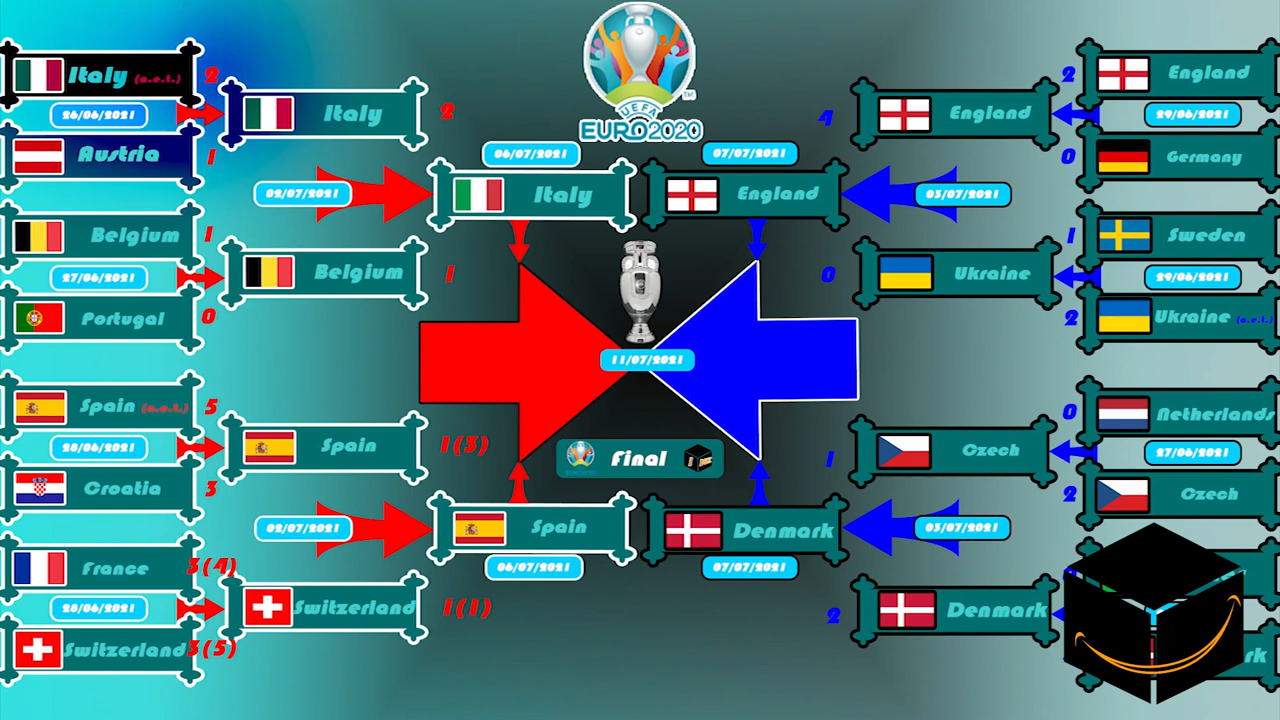 UEFA
EURO2020
TM
Italy (a.e.t.) 2
26/06/2021
Austria 1
Italy 2
Belgium 1
27/06/2021
Portugal 0
02/07/2021
Belgium 1
Spain (a.e.t.) 5
28/06/2021
Croatia 3
Spain 1(3)
France 3(4)
28/06/2021
Switzerland 3(5)
02/07/2021
Switzerland 1(1)
06/07/2021
Italy
Spain
06/07/2021
07/07/2021
England
Denmark
07/07/2021
11/07/2021
Final
4 England
03/07/2021
0 Ukraine
1 Czech
03/07/2021
2 Denmark
2 England
29/06/2021
0 Germany
1 Sweden
29/06/2021
2 Ukraine (a.e.t.)
0 Netherlands
27/06/2021
2 Czech
rk